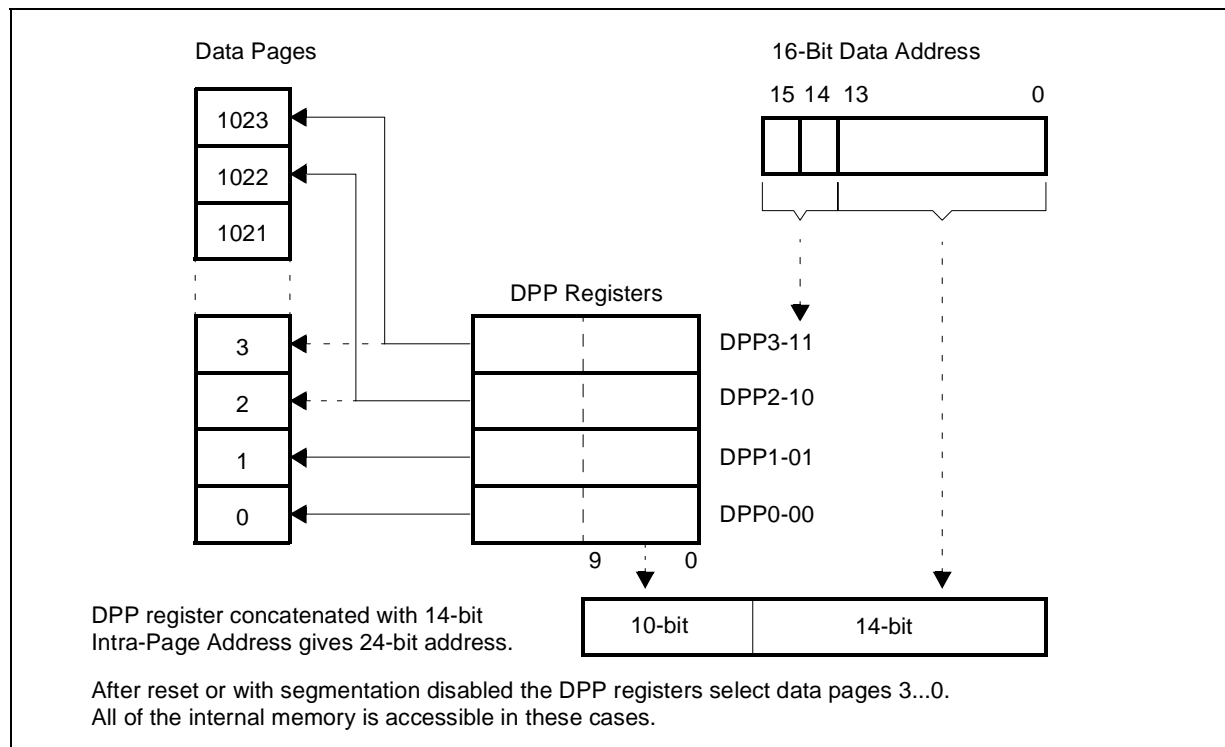 Data Pages
16-Bit Data Address
15 14 13 0
1023
1022
1021
DPP Registers
3
DPP3-11
2
DPP2-10
1
DPP1-01
0
DPP0-00
9 0
DPP register concatenated with 14-bit
Intra-Page Address gives 24-bit address.
10-bit 14-bit
After reset or with segmentation disabled the DPP registers select data pages 3...0.
All of the internal memory is accessible in these cases.